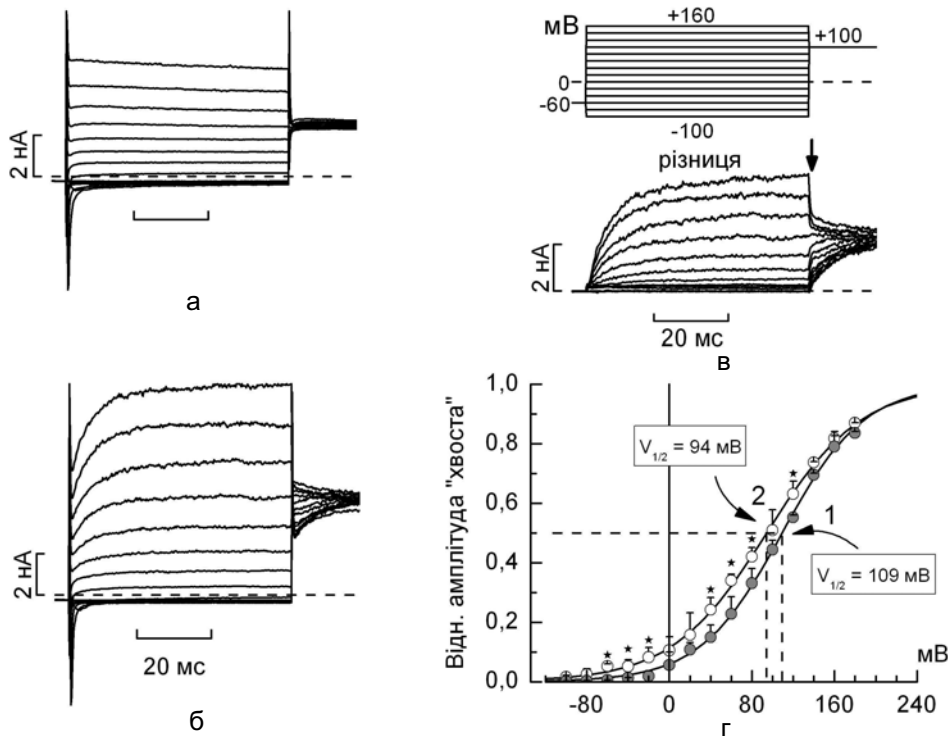 2 нА
а
мВ
+160
+100
0
-60
-100
різниця
2 нА
20 мс
в
2 нА
20 мс
б
Відн. амплітуда "хвоста"
1,0
0,8
0,6
0,4
0,2
0,0
V1/2 = 94 мВ
2
1
V1/2 = 109 мВ
мВ
-80
0
80
160
240
г